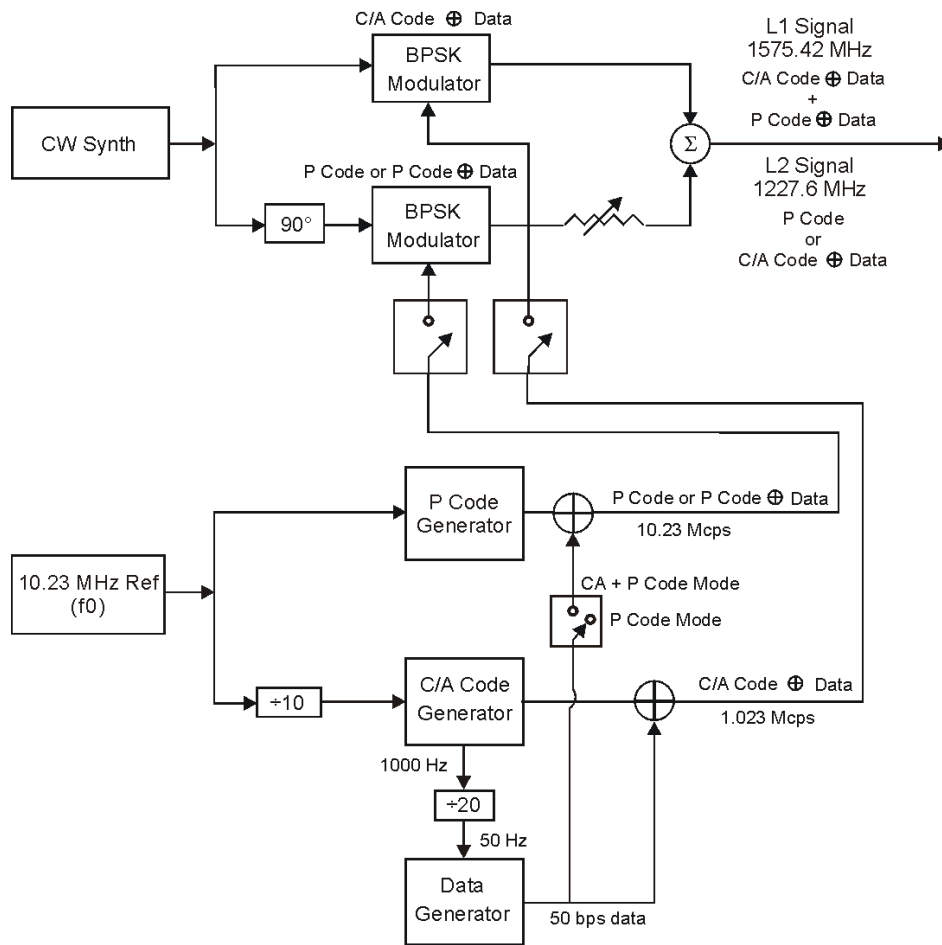 C/A Code ⊕ Data
BPSK
Modulator
CW Synth
P Code or P Code ⊕ Data
90°
BPSK
Modulator
Σ
L1 Signal
1575.42 MHz
C/A Code ⊕ Data
+
P Code ⊕ Data
L2 Signal
1227.6 MHz
P Code
or
C/A Code ⊕ Data
P Code
Generator
P Code or P Code ⊕ Data
10.23 Mcps
10.23 MHz Ref
(f0)
CA + P Code Mode
P Code Mode
÷10
C/A Code
Generator
C/A Code ⊕ Data
1.023 Mcps
1000 Hz
÷20
50 Hz
Data
Generator
50 bps data